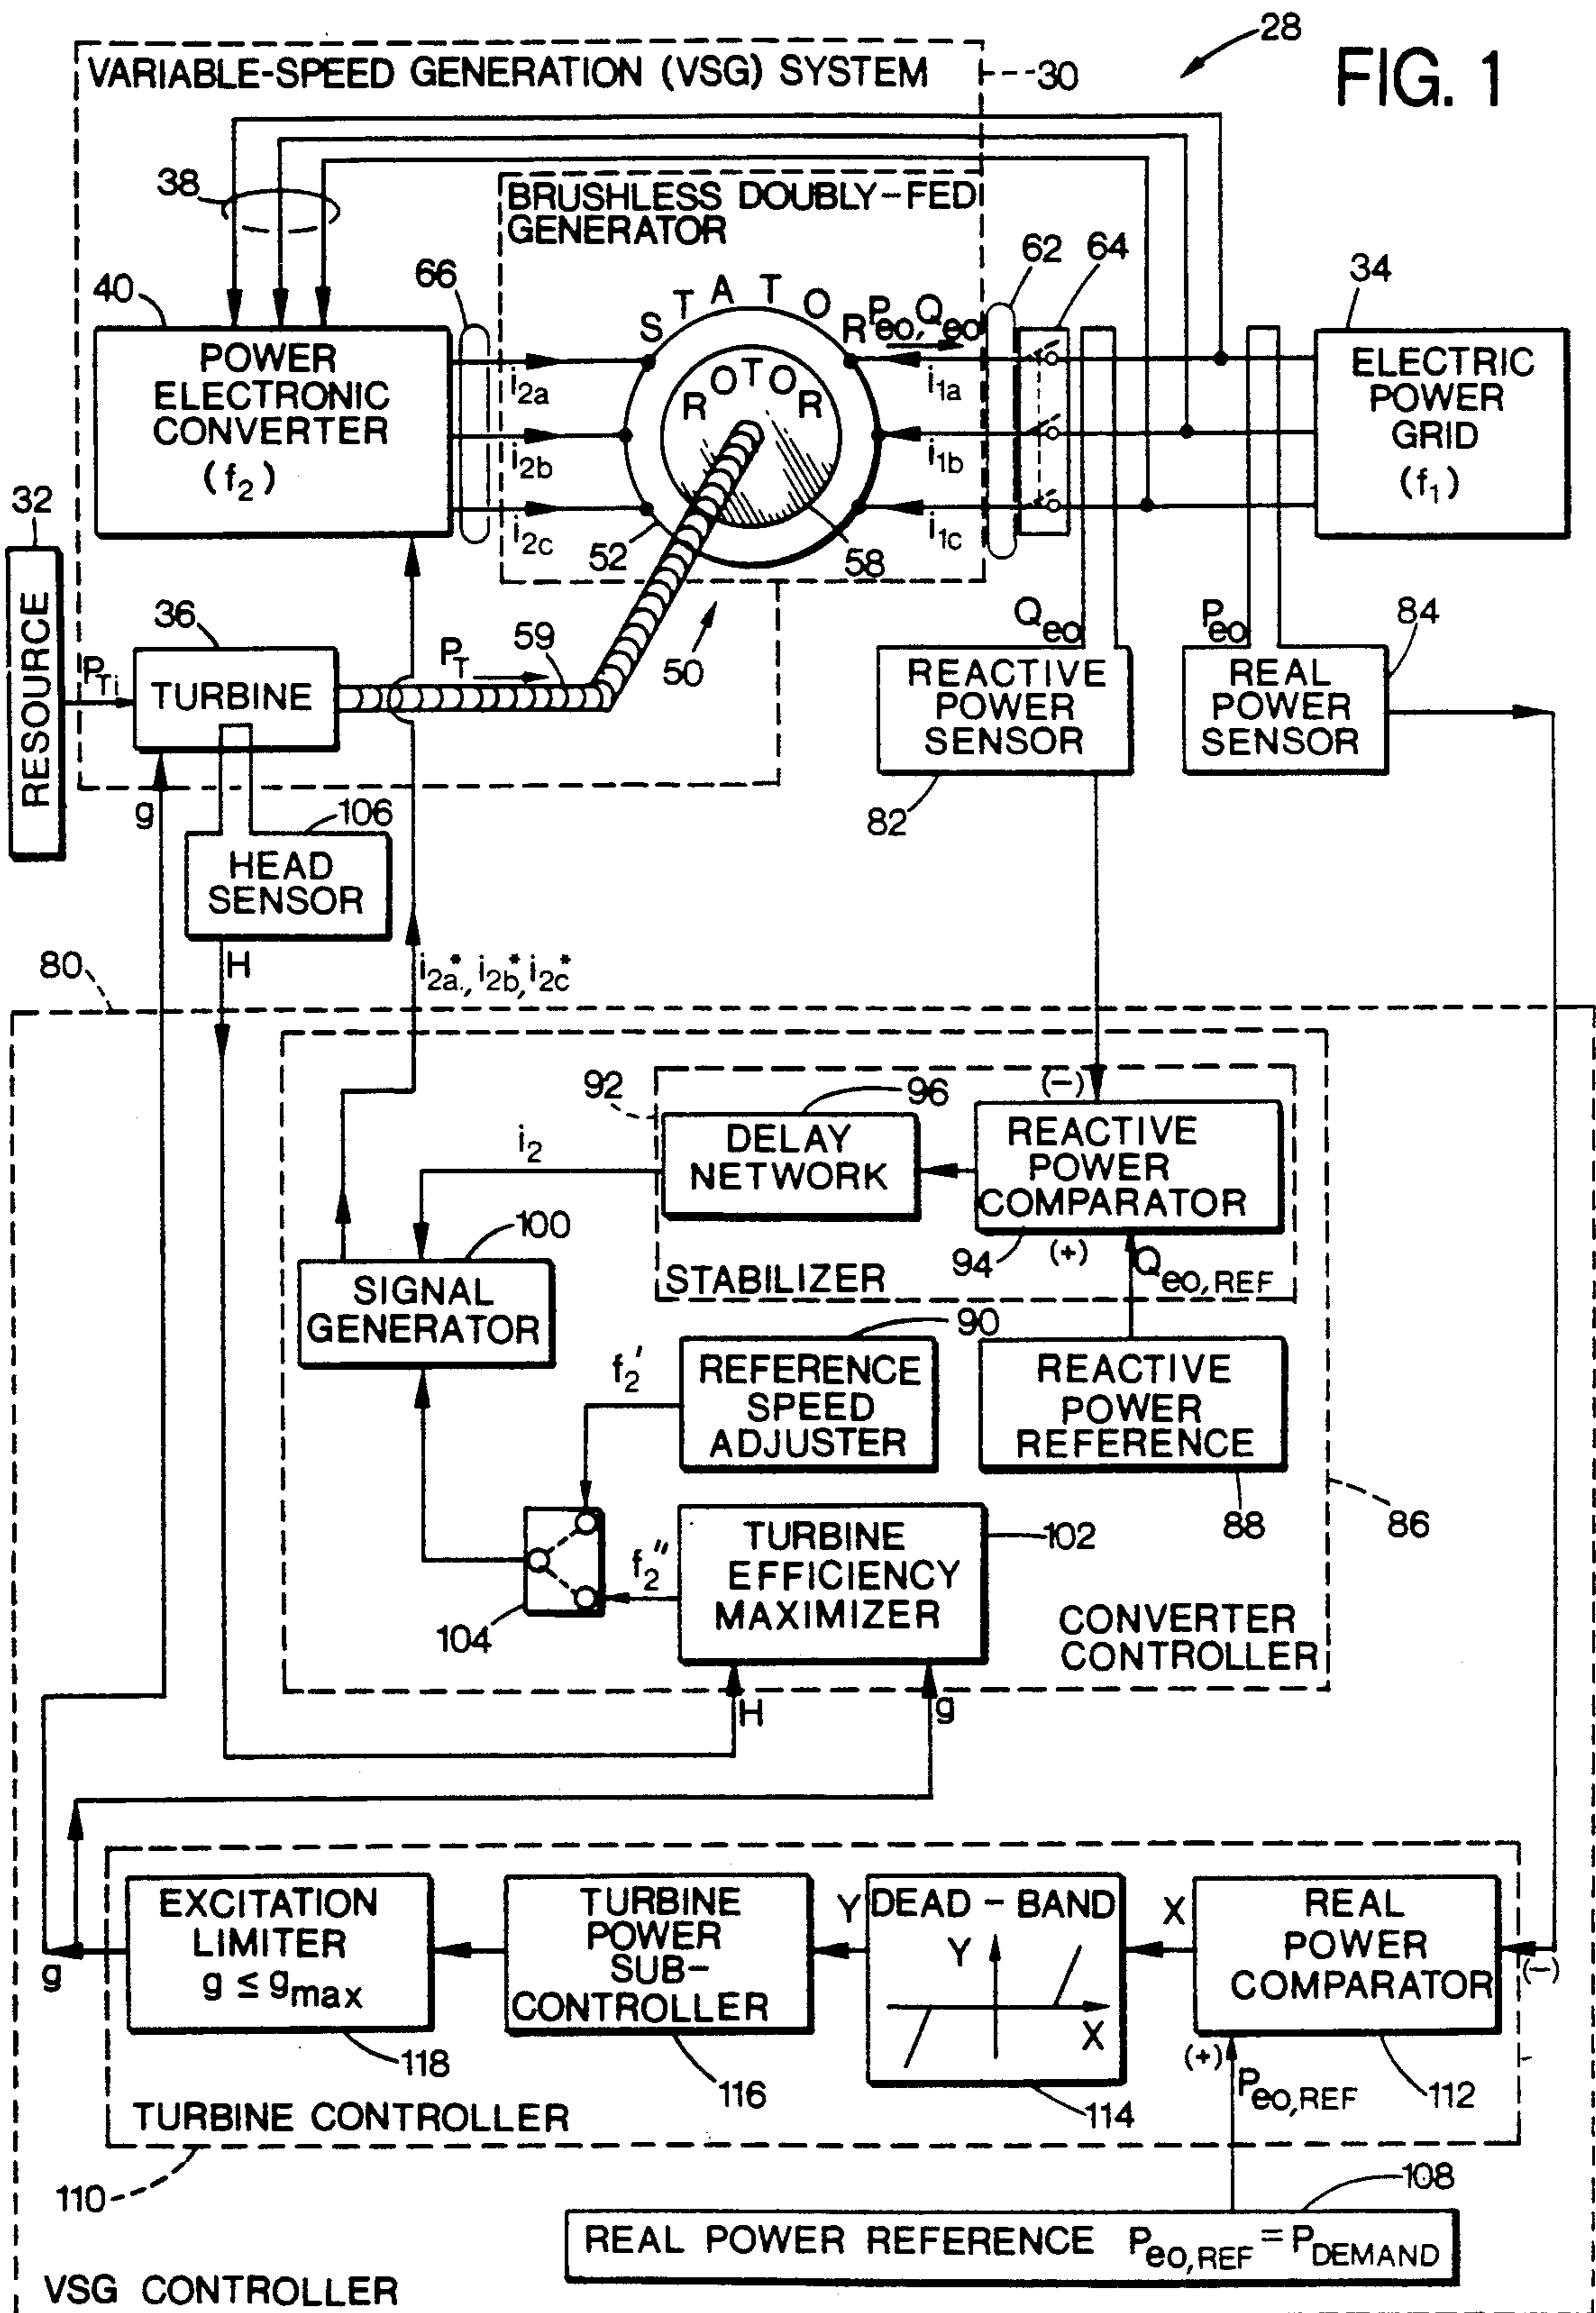 28
FIG. 1
VARIABLE-SPEED GENERATION (VSG) SYSTEM
30
38
BRUSHLESS DOUBLY-FED
GENERATOR
40
66
62
64
34
STATOR
Peo, Qeo
POWER
ELECTRONIC
CONVERTER
(f2)
i2a
i2b
i2c
ROTOR
i1a
i1b
i1c
ELECTRIC
POWER
GRID
(f1)
32
52
58
RESOURCE
36
PTi
TURBINE
PT
59
50
Qeo
REACTIVE
POWER
SENSOR
82
Peo
REAL
POWER
SENSOR
84
g
106
HEAD
SENSOR
H
80
i2a*, i2b*, i2c*
92
96
(-)
DELAY
NETWORK
REACTIVE
POWER
COMPARATOR
i2
100
94
(+)
Qeo,REF
STABILIZER
SIGNAL
GENERATOR
90
f2'
REFERENCE
SPEED
ADJUSTER
REACTIVE
POWER
REFERENCE
88
86
104
f2"
TURBINE
EFFICIENCY
MAXIMIZER
102
CONVERTER
CONTROLLER
H
g
EXCITATION
LIMITER
g ≤ gmax
g
118
TURBINE
POWER
SUB-
CONTROLLER
116
Y
DEAD-BAND
Y
X
114
X
REAL
POWER
COMPARATOR
(-)
(+)
Peo,REF
112
TURBINE CONTROLLER
110
108
REAL POWER REFERENCE Peo,REF = PDEMAND
VSG CONTROLLER